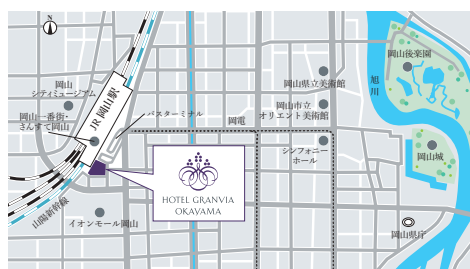 N
岡山後楽園
旭川
岡山
シティミュージアム
岡山県立美術館
JR 岡山駅
岡山一番街・
さんすて岡山
バスターミナル
岡電
岡山市立
オリエント美術館
シンフォニー
ホール
岡山城
HOTEL GRANVIA
OKAYAMA
山陽新幹線
イオンモール岡山
岡山県庁